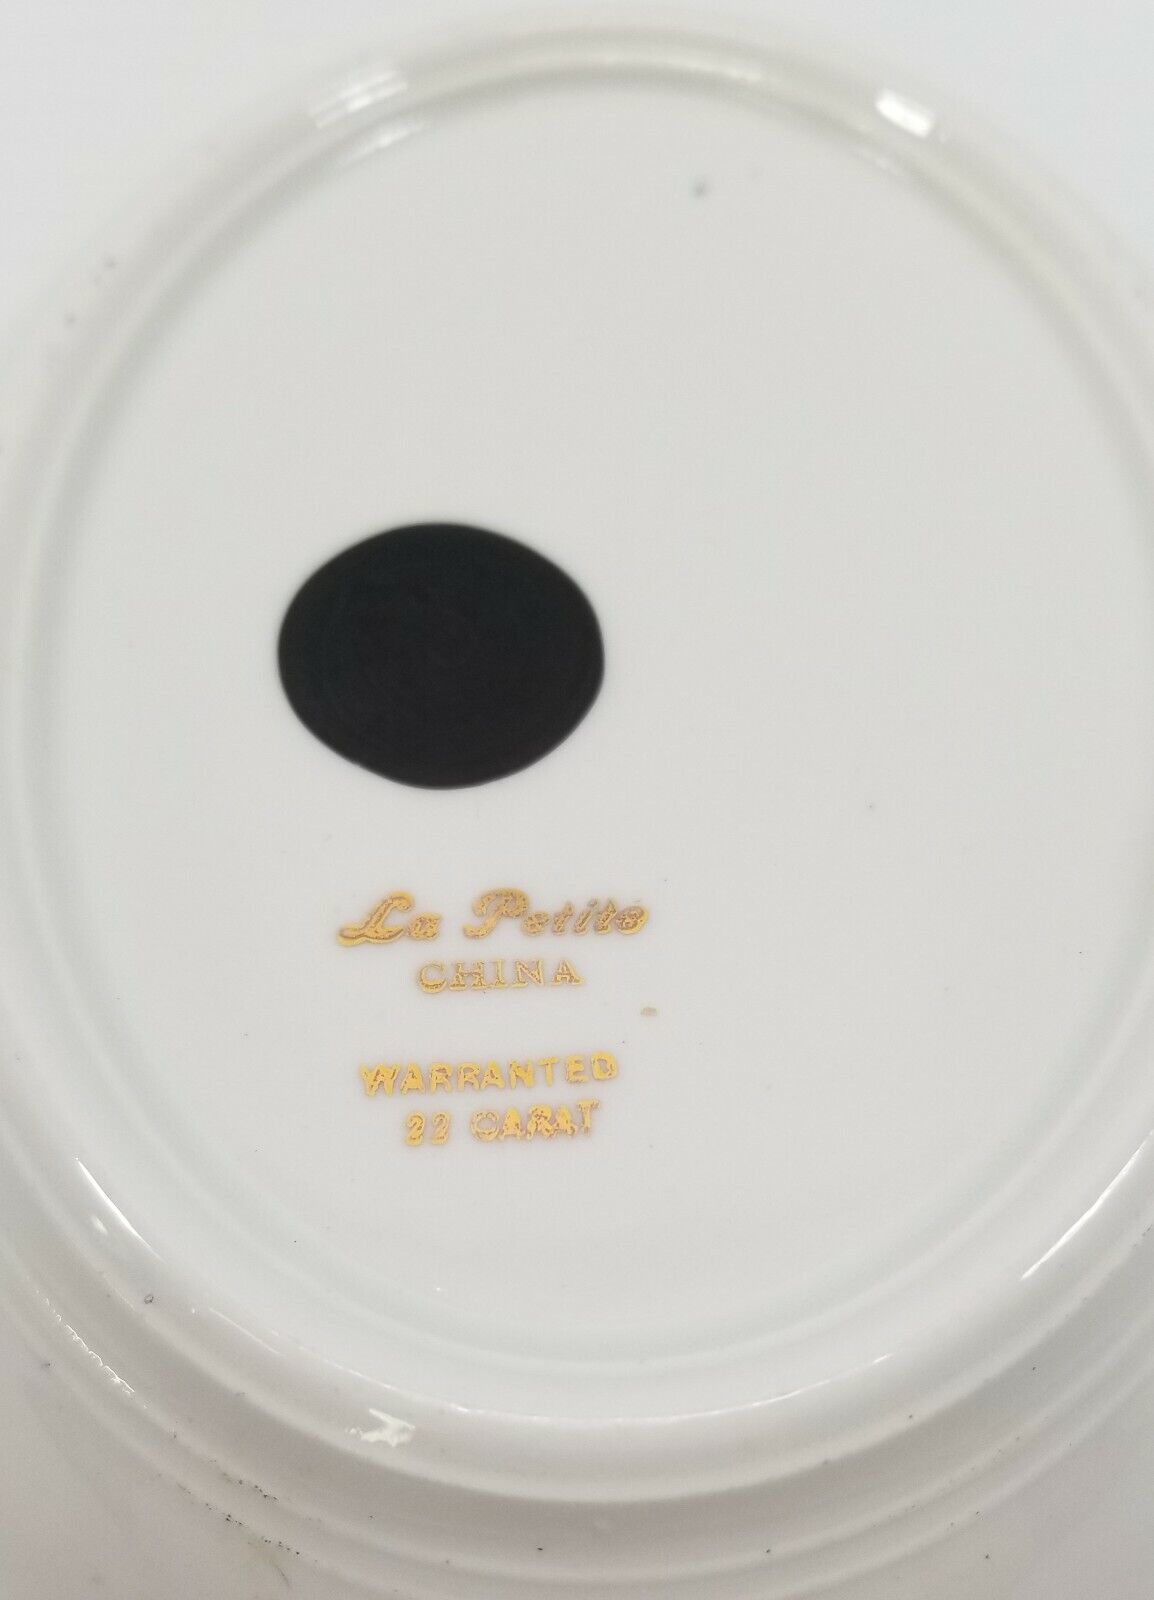 La Petite
CHINA
WARRANTED
22 CARAT